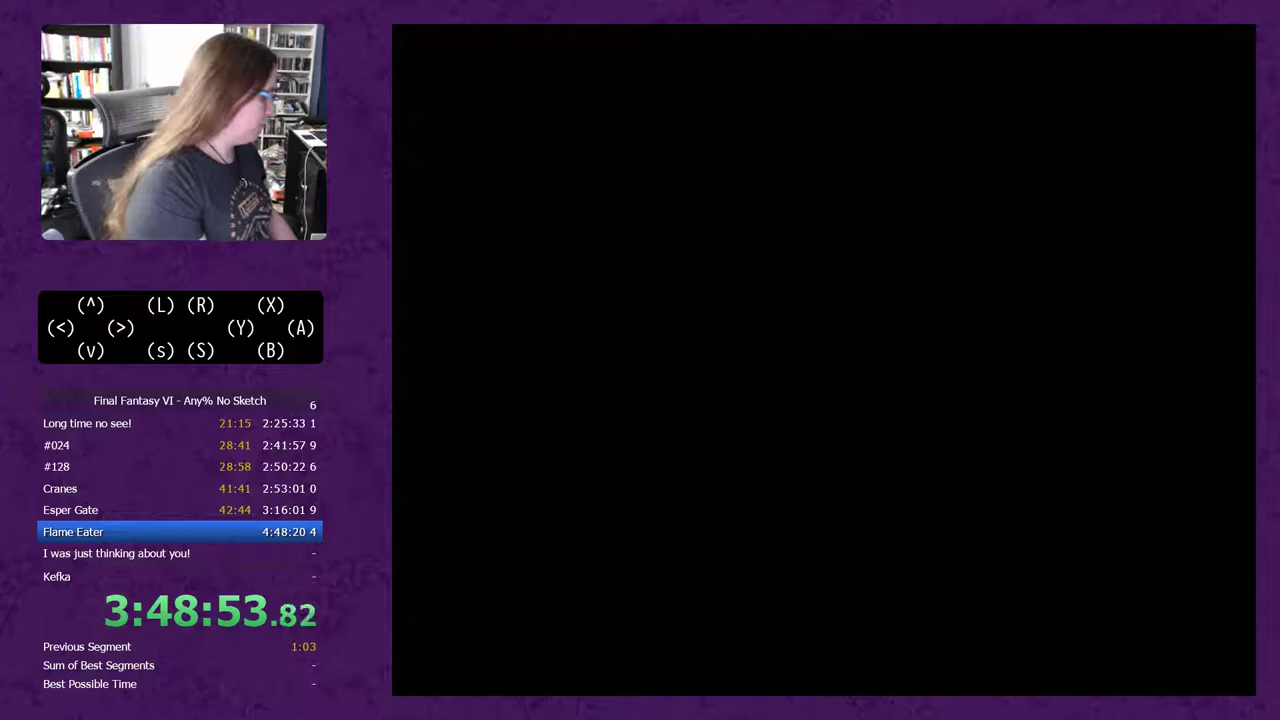 (^) (L) (R) (X)
(<) (>) (Y) (A)
(v) (s) (S) (B)
Final Fantasy VI - Any% No Sketch
6
Long time no see! 21:15 2:25:33 1
#024 28:41 2:41:57 9
#128 28:58 2:50:22 6
Cranes 41:41 2:53:01 0
Esper Gate 42:44 3:16:01 9
Flame Eater 4:48:20 4
I was just thinking about you! -
Kefka -
3:48:53.82
Previous Segment 1:03
Sum of Best Segments -
Best Possible Time -